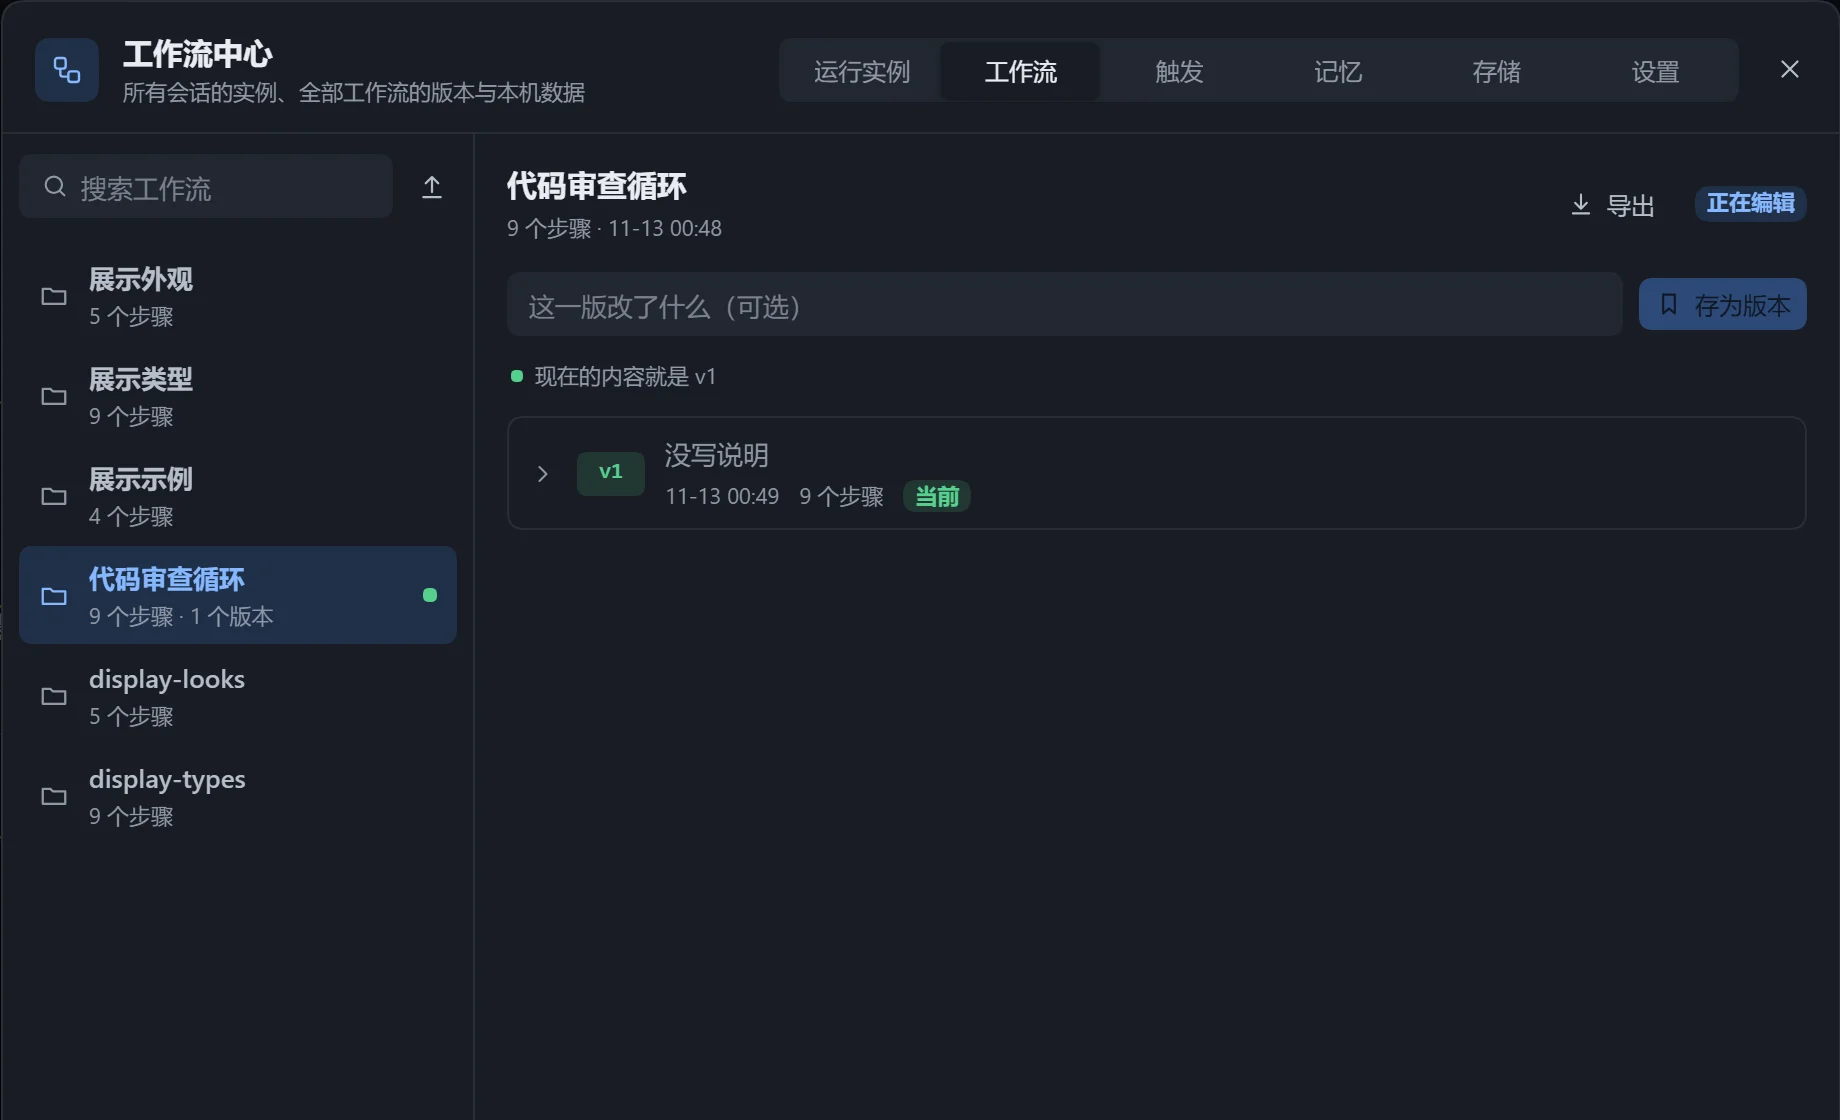 工作流中心
所有会话的实例、全部工作流的版本与本机数据
运行实例
工作流
触发
记忆
存储
设置
搜索工作流
展示外观
5 个步骤
展示类型
9 个步骤
展示示例
4 个步骤
代码审查循环
9 个步骤 · 1 个版本
display-looks
5 个步骤
display-types
9 个步骤
代码审查循环
9 个步骤 · 11-13 00:48
导出
正在编辑
这一版改了什么（可选）
存为版本
现在的内容就是 v1
v1
没写说明
11-13 00:49 9 个步骤 当前